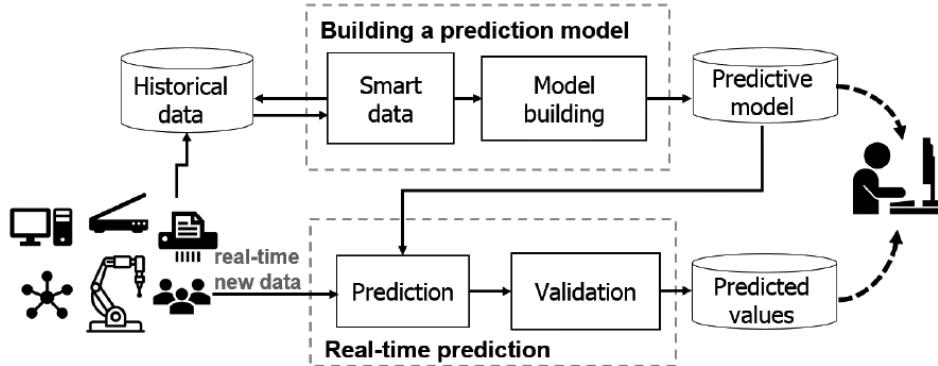 Building a prediction model
Historical
data
Smart
data
Model
building
Predictive
model
real-time
new data
Prediction
Validation
Predicted
values
Real-time prediction